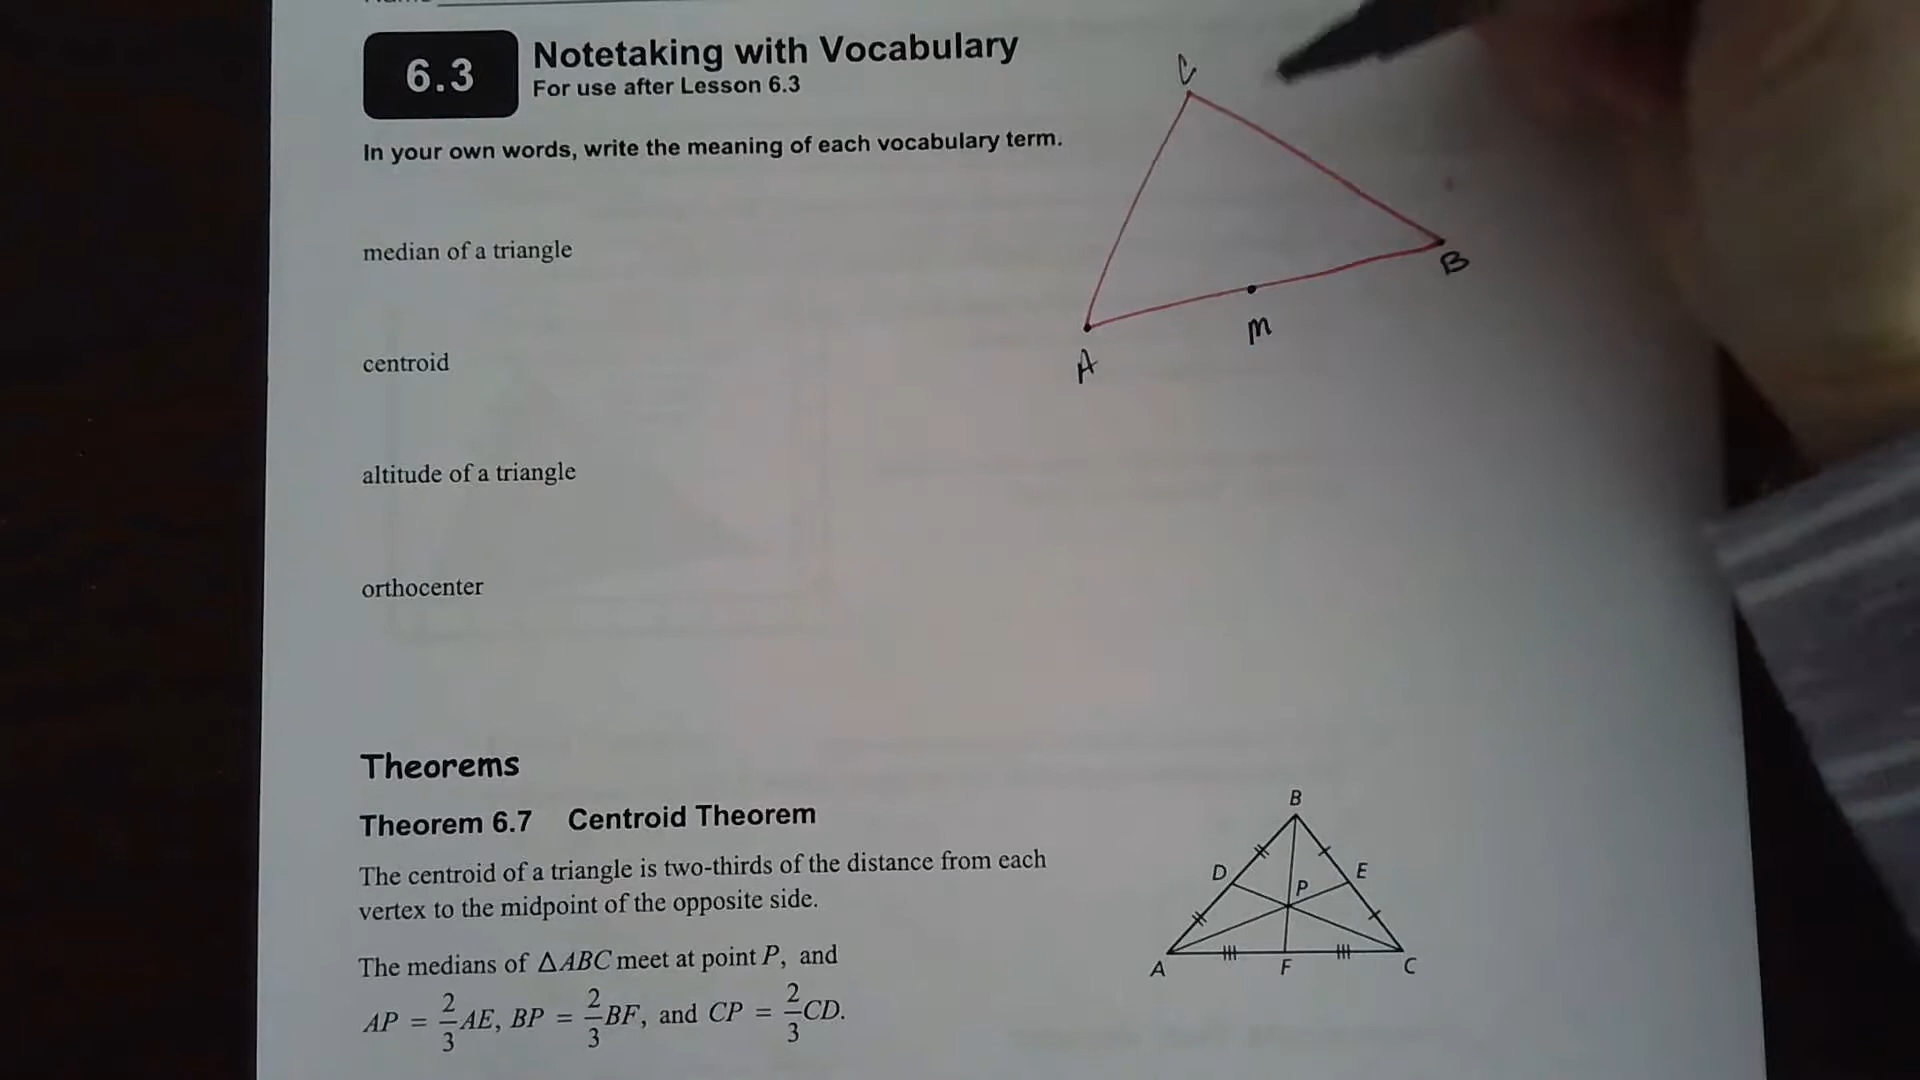 6.3
Notetaking with Vocabulary
For use after Lesson 6.3
In your own words, write the meaning of each vocabulary term.
C
B
M
A
median of a triangle
centroid
altitude of a triangle
orthocenter
Theorems
Theorem 6.7 Centroid Theorem
The centroid of a triangle is two-thirds of the distance from each
vertex to the midpoint of the opposite side.
The medians of △ABC meet at point P, and
AP = 2/3 AE, BP = 2/3 BF, and CP = 2/3 CD.
B
D
E
P
A
F
C